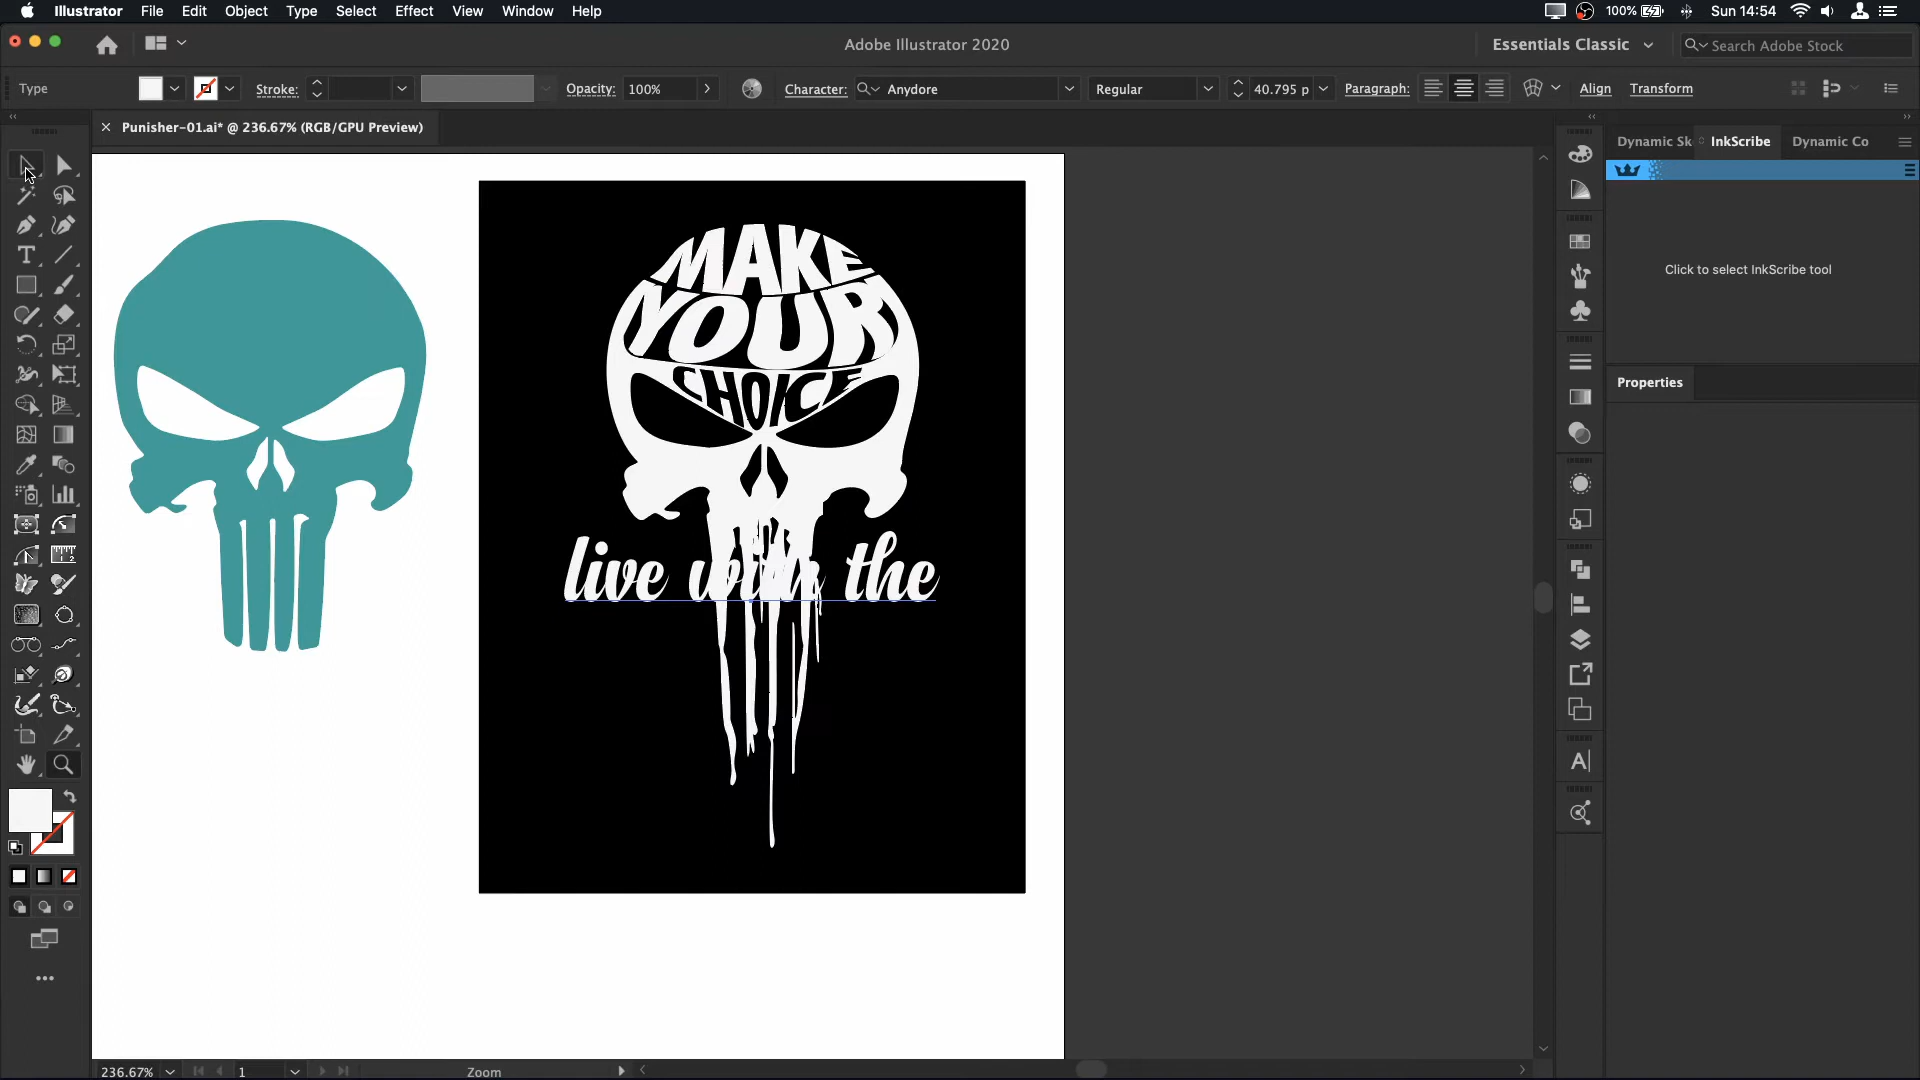 Illustrator File Edit Object Type Select Effect View Window Help
100% Sun 14:54
Adobe Illustrator 2020
Essentials Classic
Search Adobe Stock
Type
Stroke:
Opacity: 100%
Character: Anydore
Regular
40.795 p
Paragraph:
Align
Transform
× Punisher-01.ai* @ 236.67% (RGB/GPU Preview)
Dynamic Sk
InkScribe
Dynamic Co
Click to select InkScribe tool
Properties
MAKE
YOUR
CHOICE
live with the
236.67%
1
Zoom